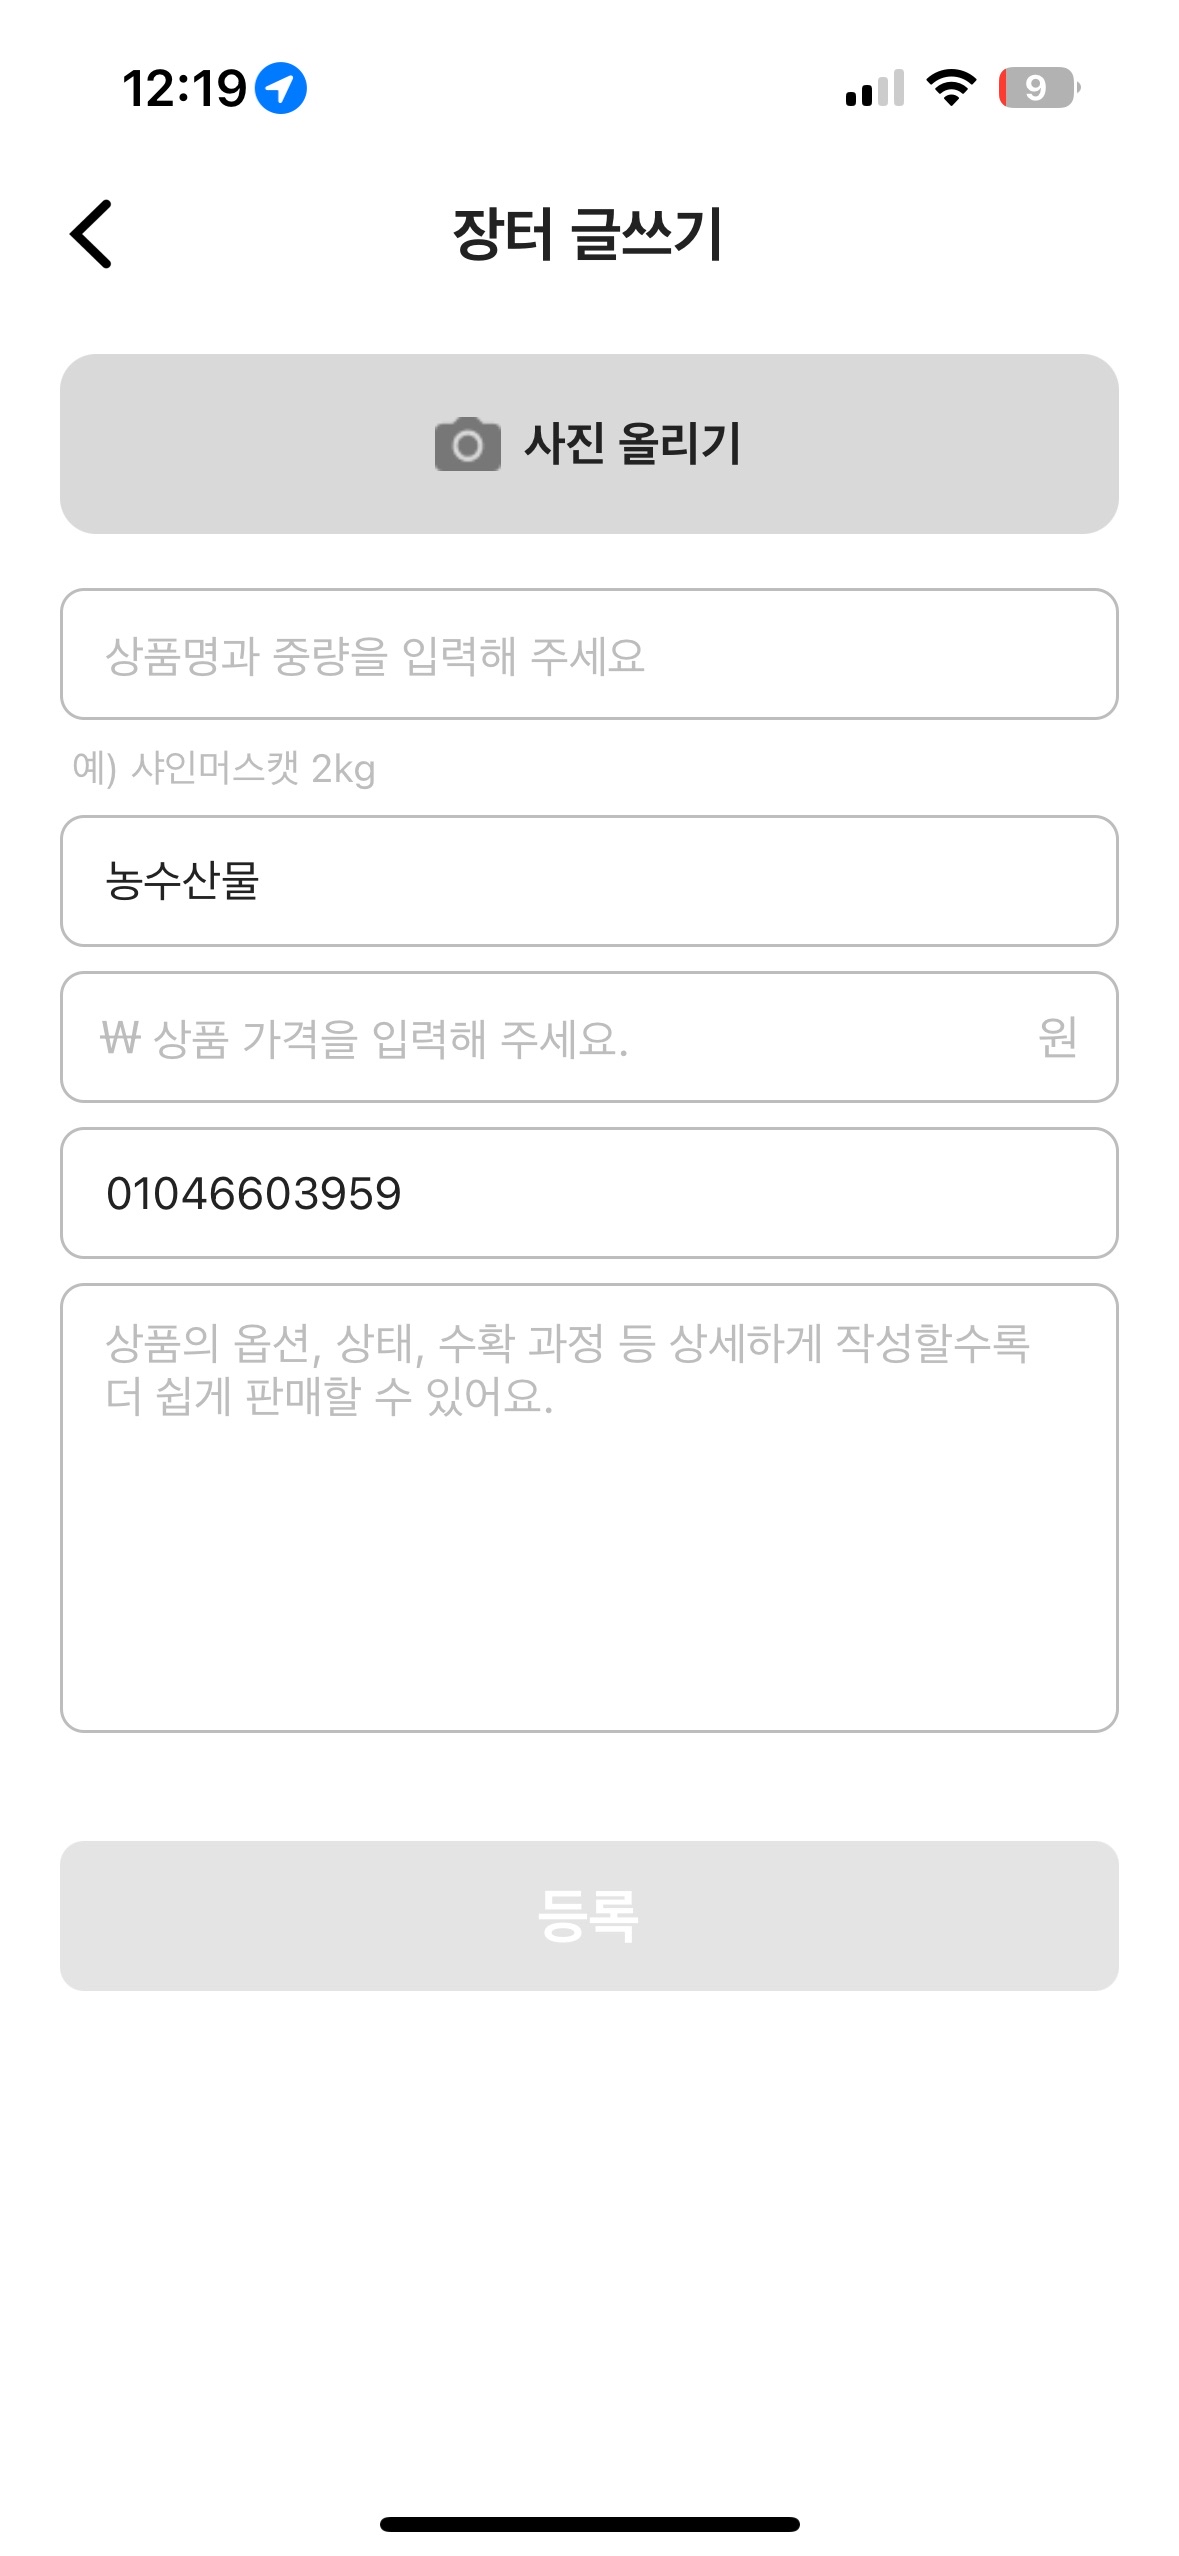 12:19
9
장터 글쓰기
사진 올리기
상품명과 중량을 입력해 주세요
예) 샤인머스캣 2kg
농수산물
₩ 상품 가격을 입력해 주세요. 원
01046603959
상품의 옵션, 상태, 수확 과정 등 상세하게 작성할수록
더 쉽게 판매할 수 있어요.
등록